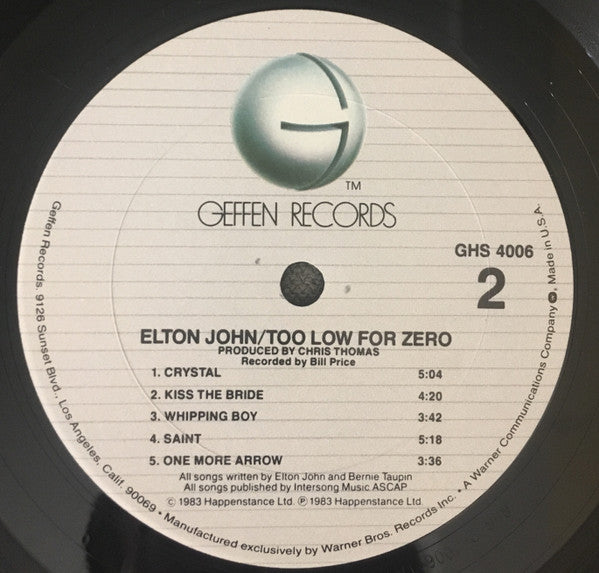 G
TM
GEFFEN RECORDS
GHS 4006
2
ELTON JOHN/TOO LOW FOR ZERO
PRODUCED BY CHRIS THOMAS
Recorded by Bill Price
1. CRYSTAL 5:04
2. KISS THE BRIDE 4:20
3. WHIPPING BOY 3:42
4. SAINT 5:18
5. ONE MORE ARROW 3:36
All songs written by Elton John and Bernie Taupin
All songs published by Intersong Music ASCAP
© 1983 Happenstance Ltd. ℗ 1983 Happenstance Ltd.
Geffen Records, 9126 Sunset Blvd., Los Angeles, Calif. 90069 • Manufactured exclusively by Warner Bros. Records Inc. • A Warner Communications Company. Made in U.S.A.